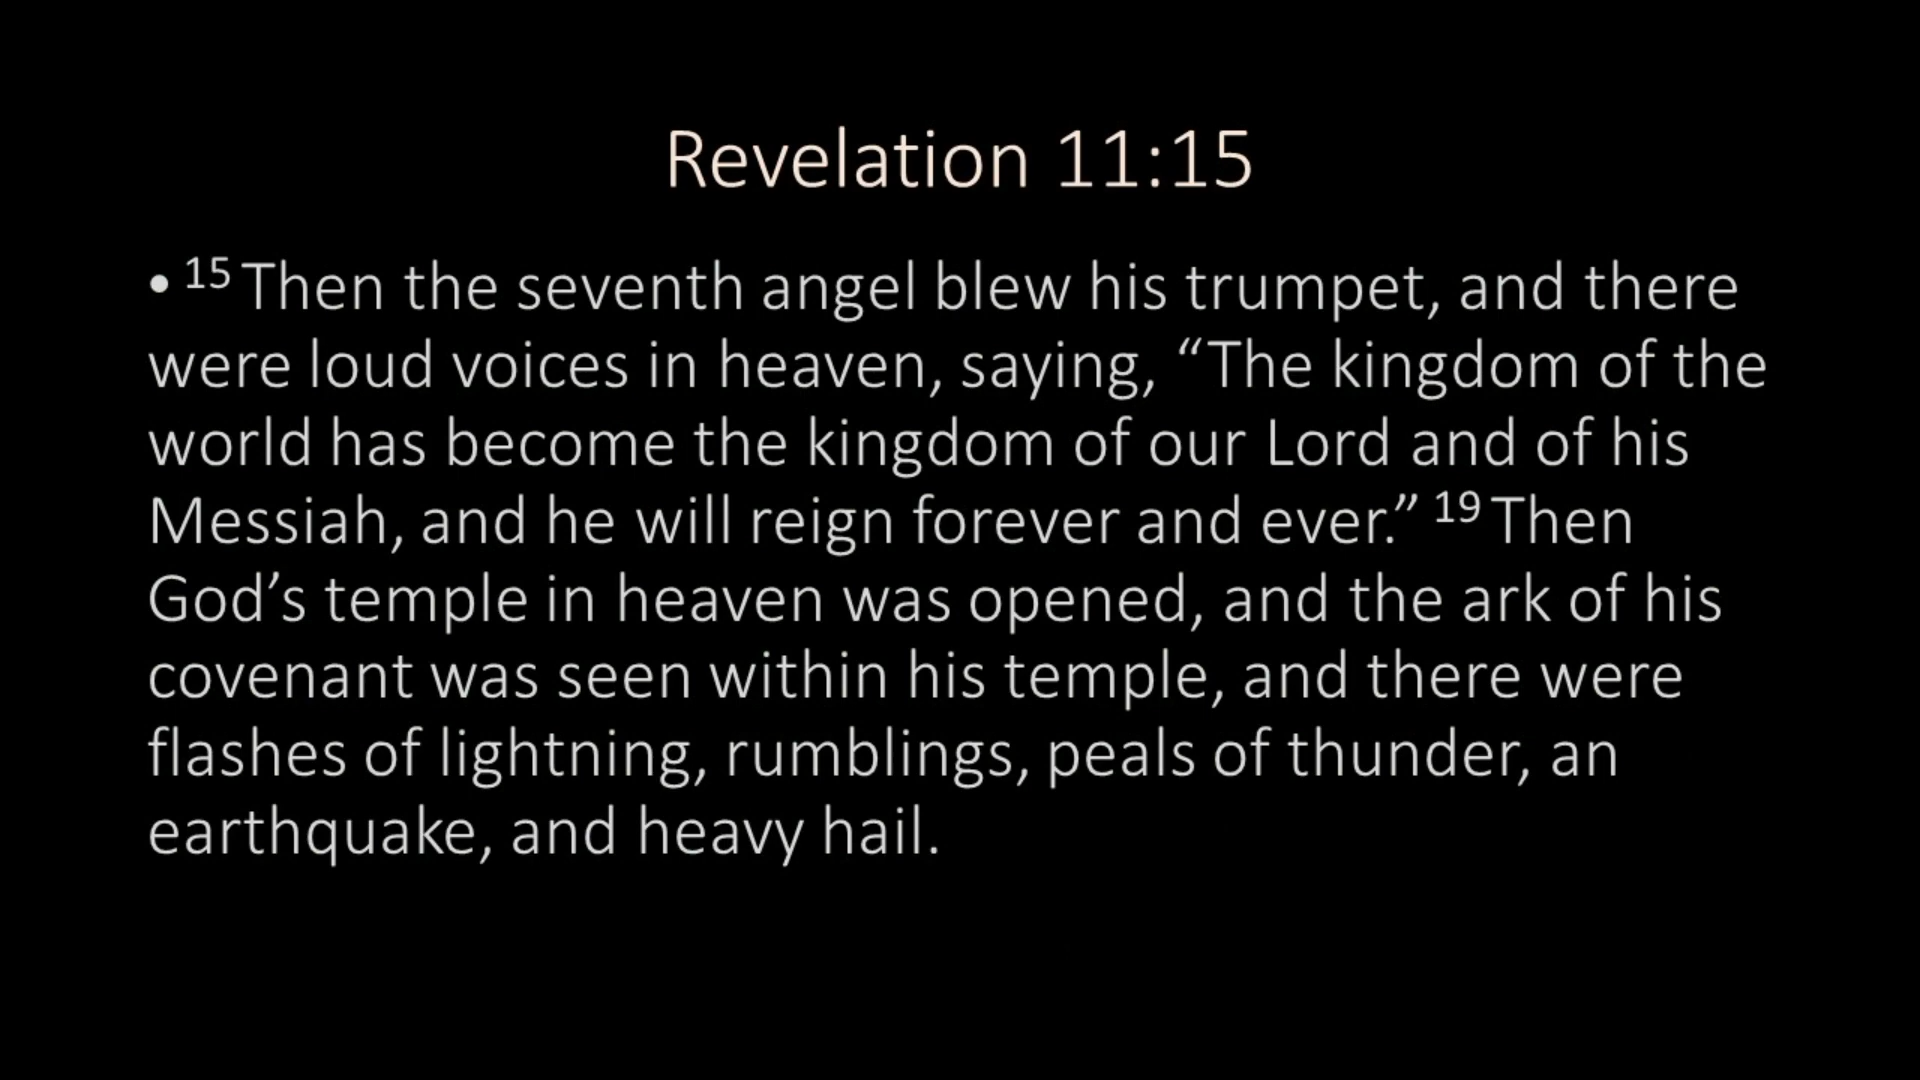 Revelation 11:15
• 15 Then the seventh angel blew his trumpet, and there
were loud voices in heaven, saying, “The kingdom of the
world has become the kingdom of our Lord and of his
Messiah, and he will reign forever and ever.” 19 Then
God’s temple in heaven was opened, and the ark of his
covenant was seen within his temple, and there were
flashes of lightning, rumblings, peals of thunder, an
earthquake, and heavy hail.